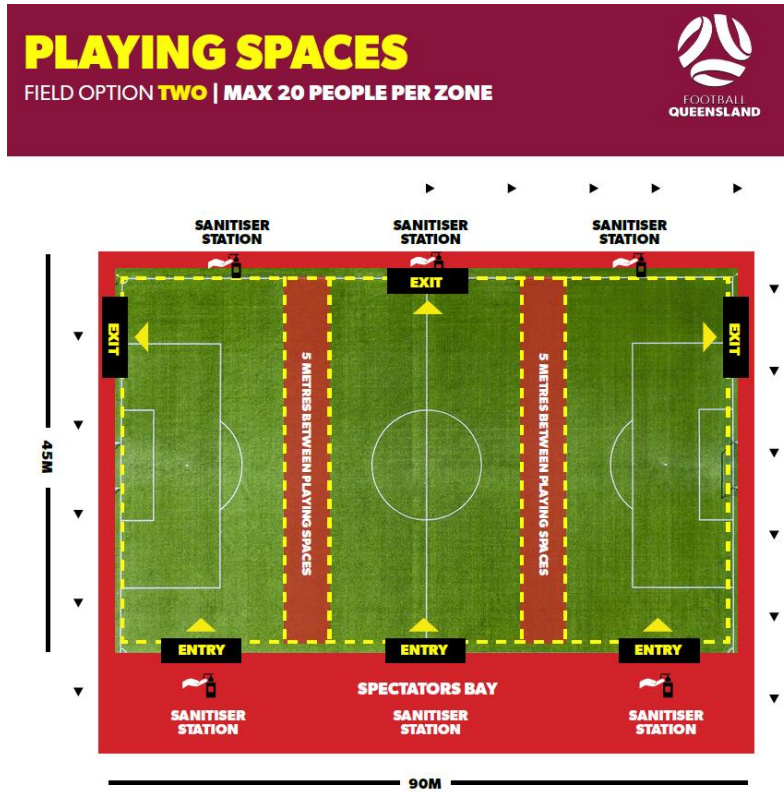 PLAYING SPACES
FIELD OPTION TWO | MAX 20 PEOPLE PER ZONE
FOOTBALL
QUEENSLAND
SANITISER
STATION
SANITISER
STATION
SANITISER
STATION
EXIT
EXIT
EXIT
5 METRES BETWEEN PLAYING SPACES
5 METRES BETWEEN PLAYING SPACES
45M
ENTRY
ENTRY
ENTRY
SPECTATORS BAY
SANITISER
STATION
SANITISER
STATION
SANITISER
STATION
90M